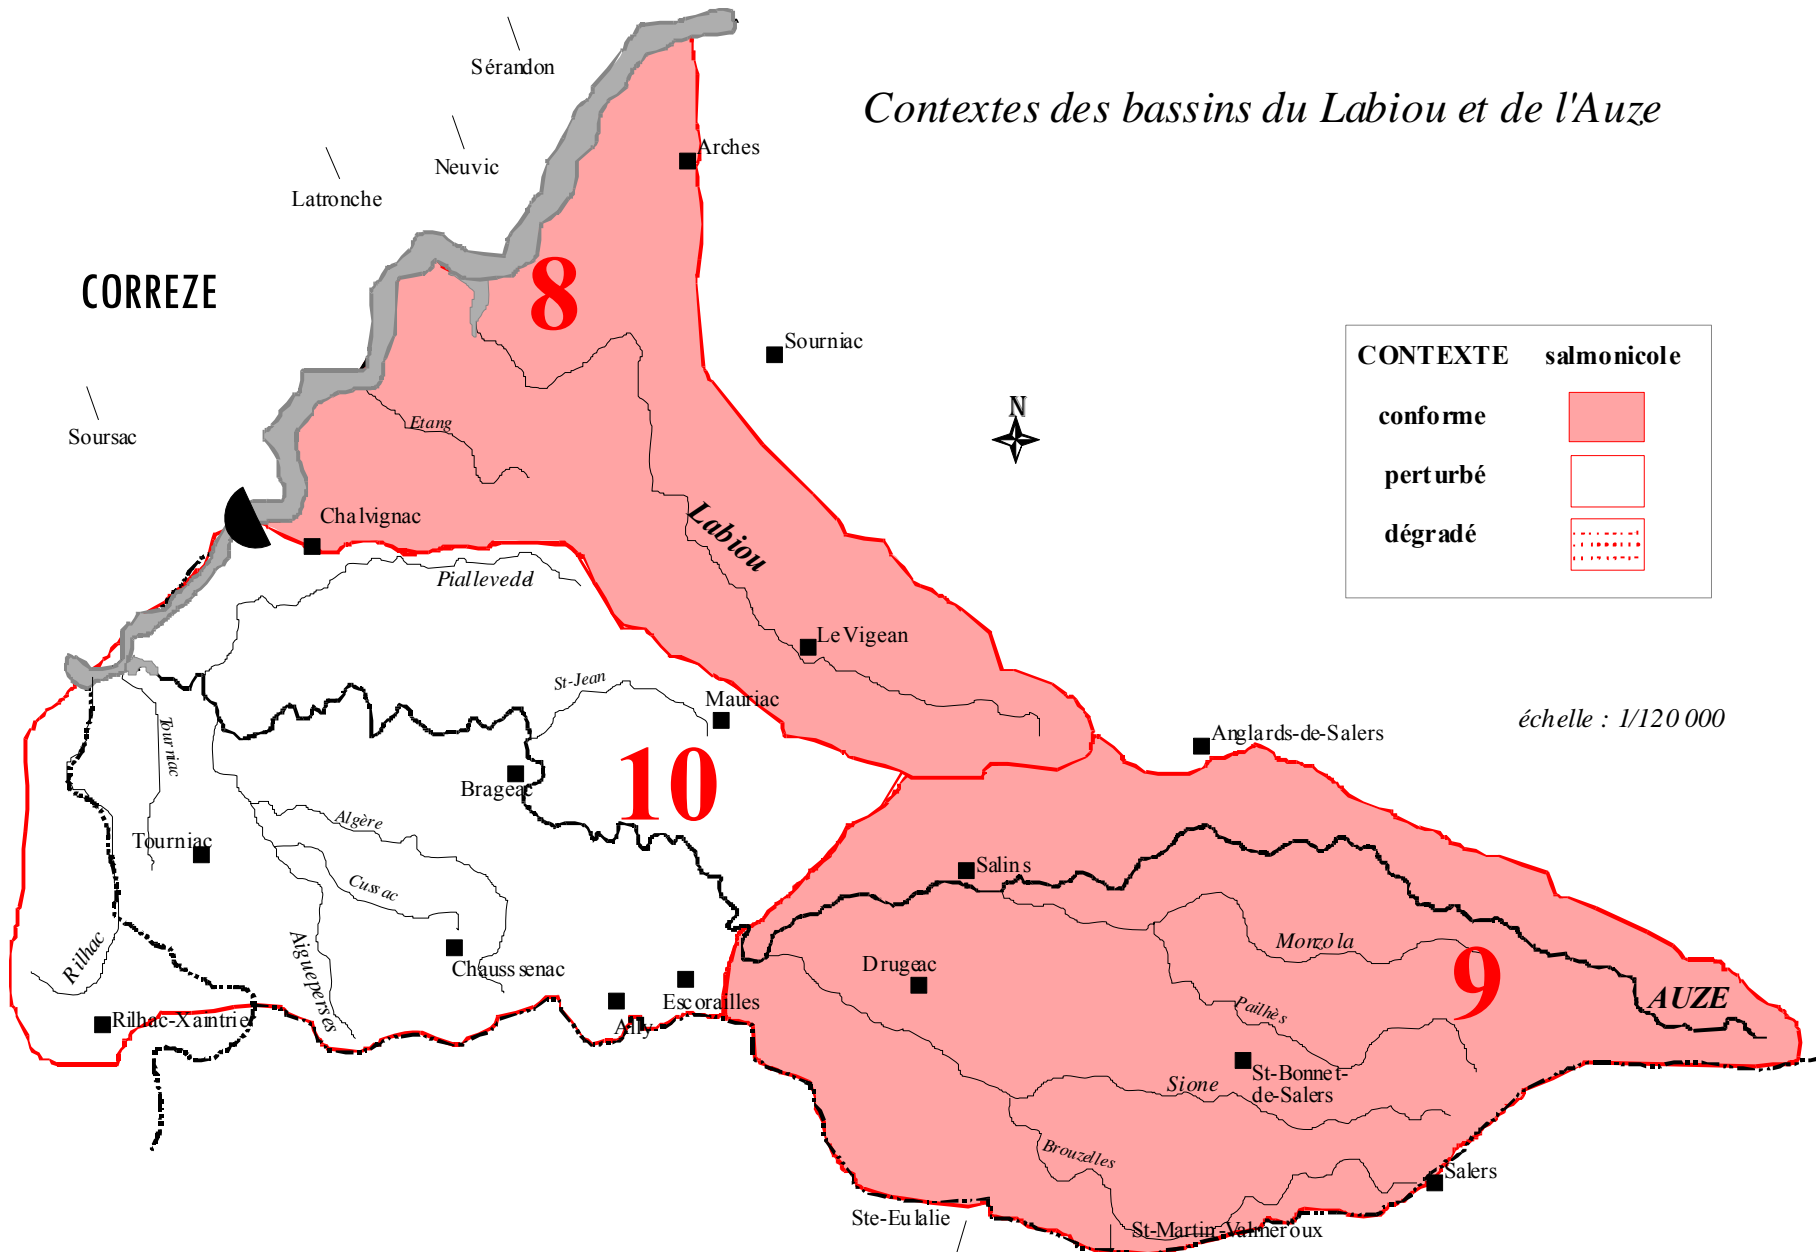 Sérandon
Contextes des bassins du Labiou et de l'Auze
Neuvic
Arches
Latronche
CORREZE
8
Sourniac
CONTEXTE salmonicole
conforme
perturbé
dégradé
N
Soursac
Etang
Chalvignac
Labiou
Piallevedel
Le Vigean
St-Jean
Mauriac
échelle : 1/120 000
Anglards-de-Salers
Tourniac
Brageac
10
Algère
Tourniac
Salins
Cussac
Monzola
Rilhac
Aigueperses
Chausssenac
Drugeac
9
Escorailles
AUZE
Pailhès
Rilhac-Xaintrie
Ally
St-Bonnet-
de-Salers
Sione
Brouzelles
Salers
Ste-Eulalie
St-Martin-Valmeroux